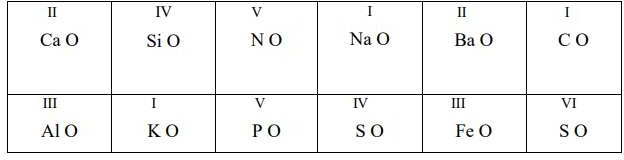 II IV V I II I
Ca O Si O N O Na O Ba O C O
III I V IV III VI
Al O K O P O S O Fe O S O